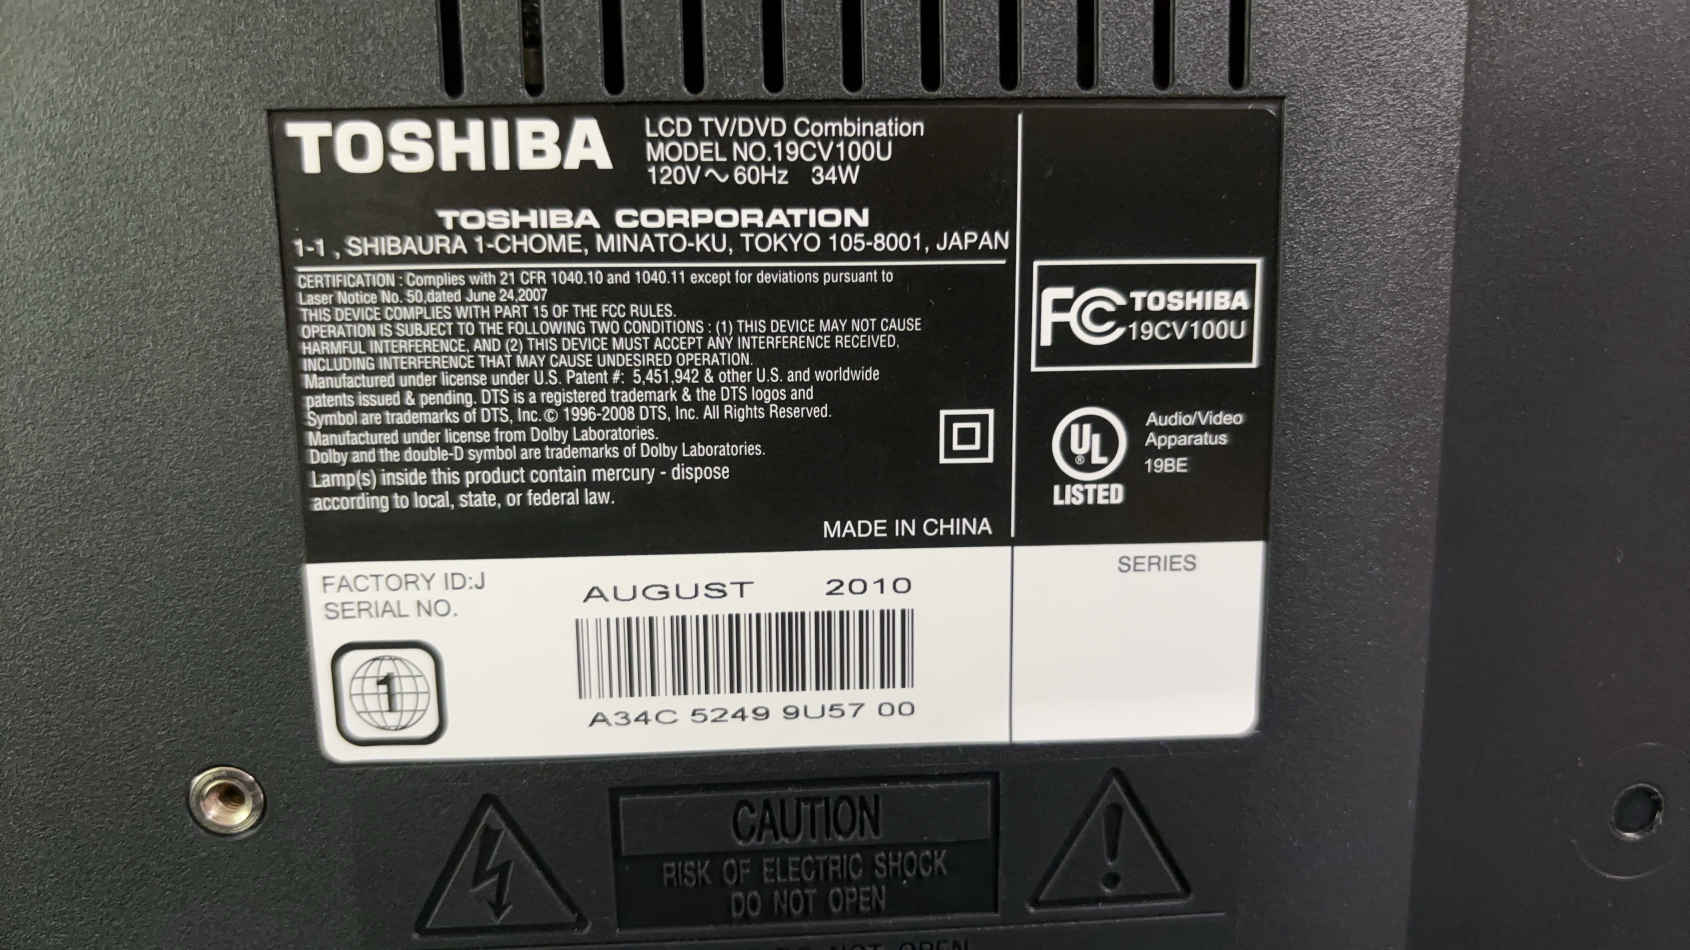 TOSHIBA
LCD TV/DVD Combination
MODEL NO.19CV100U
120V～60Hz 34W
TOSHIBA CORPORATION
1-1 , SHIBAURA 1-CHOME, MINATO-KU, TOKYO 105-8001, JAPAN
CERTIFICATION : Complies with 21 CFR 1040.10 and 1040.11 except for deviations pursuant to
Laser Notice No. 50,dated June 24,2007
THIS DEVICE COMPLIES WITH PART 15 OF THE FCC RULES.
OPERATION IS SUBJECT TO THE FOLLOWING TWO CONDITIONS : (1) THIS DEVICE MAY NOT CAUSE
HARMFUL INTERFERENCE, AND (2) THIS DEVICE MUST ACCEPT ANY INTERFERENCE RECEIVED,
INCLUDING INTERFERENCE THAT MAY CAUSE UNDESIRED OPERATION.
Manufactured under license under U.S. Patent #: 5,451,942 & other U.S. and worldwide
patents issued & pending. DTS is a registered trademark & the DTS logos and
Symbol are trademarks of DTS, Inc.© 1996-2008 DTS, Inc. All Rights Reserved.
Manufactured under license from Dolby Laboratories.
Dolby and the double-D symbol are trademarks of Dolby Laboratories.
Lamp(s) inside this product contain mercury - dispose
according to local, state, or federal law.
MADE IN CHINA
FC TOSHIBA
19CV100U
UL®
LISTED
Audio/Video
Apparatus
19BE
FACTORY ID:J
SERIAL NO.
1
AUGUST 2010
A34C 5249 9U57 00
SERIES
CAUTION
RISK OF ELECTRIC SHOCK
DO NOT OPEN
NOT OPEN